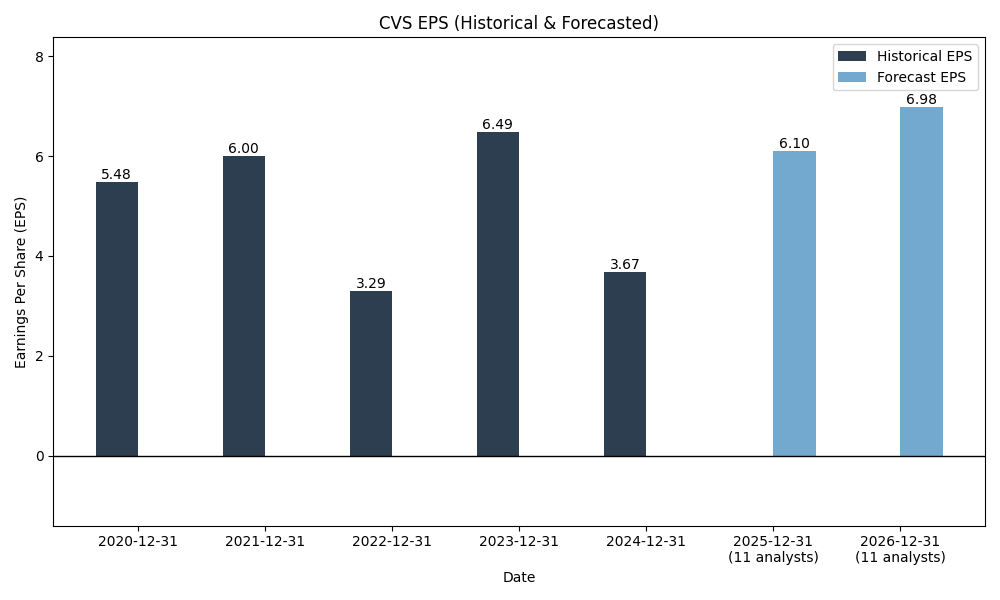 CVS EPS (Historical & Forecasted)
Historical EPS
Forecast EPS
Earnings Per Share (EPS)
8
6
4
2
0
5.48
6.00
3.29
6.49
3.67
6.10
6.98
2020-12-31
2021-12-31
2022-12-31
2023-12-31
2024-12-31
2025-12-31
(11 analysts)
2026-12-31
(11 analysts)
Date